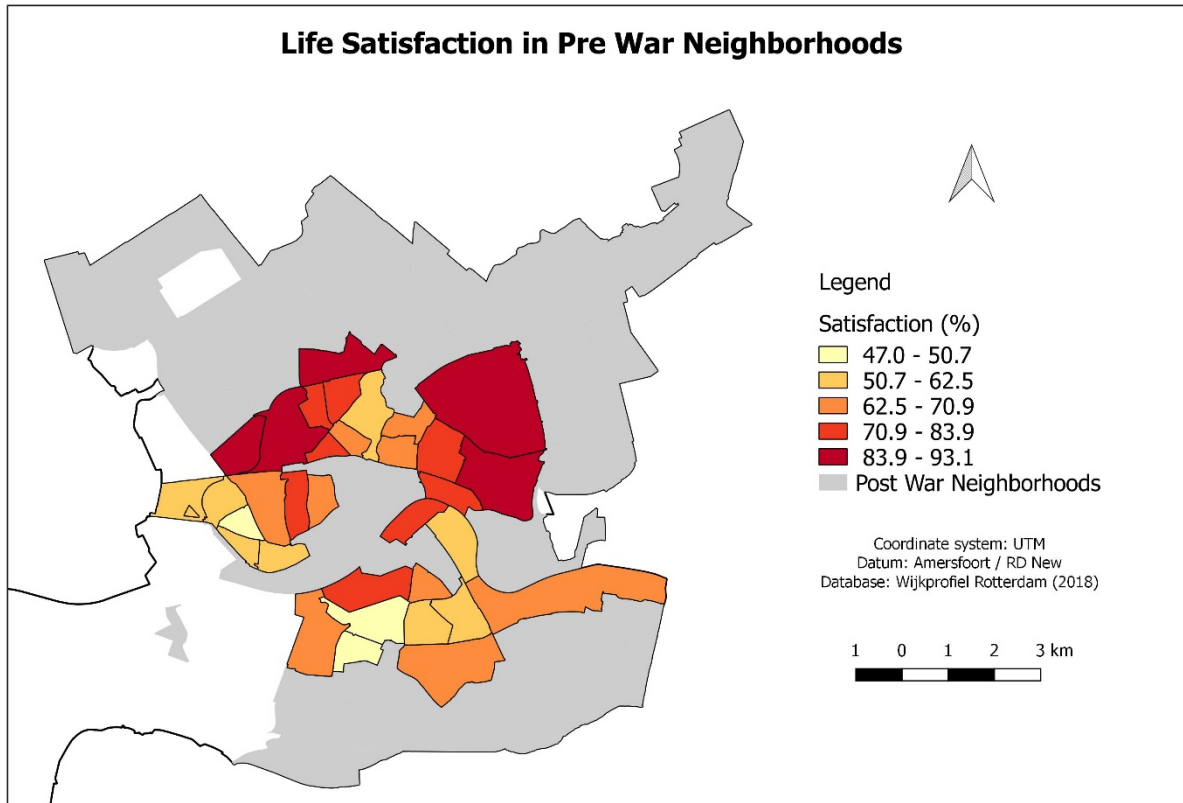 Life Satisfaction in Pre War Neighborhoods
Legend
Satisfaction (%)
47.0 - 50.7
50.7 - 62.5
62.5 - 70.9
70.9 - 83.9
83.9 - 93.1
Post War Neighborhoods
Coordinate system: UTM
Datum: Amersfoort / RD New
Database: Wijkprofiel Rotterdam (2018)
1 0 1 2 3 km